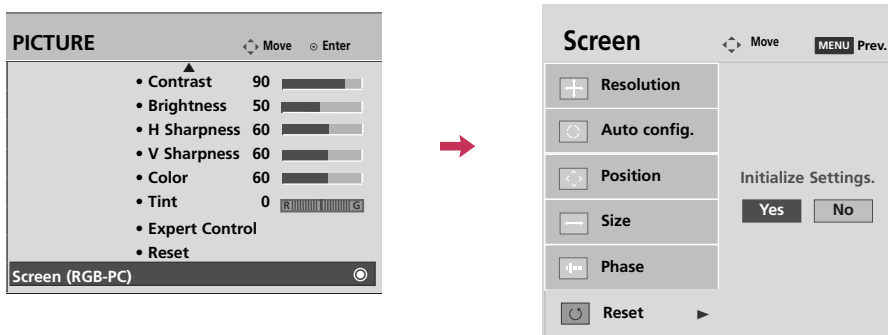 PICTURE Move Enter
• Contrast 90
• Brightness 50
• H Sharpness 60
• V Sharpness 60
• Color 60
• Tint 0 R G
• Expert Control
• Reset
Screen (RGB-PC)
Screen Move MENU Prev.
Resolution
Auto config.
Position
Size
Phase
Reset
Initialize Settings.
Yes No